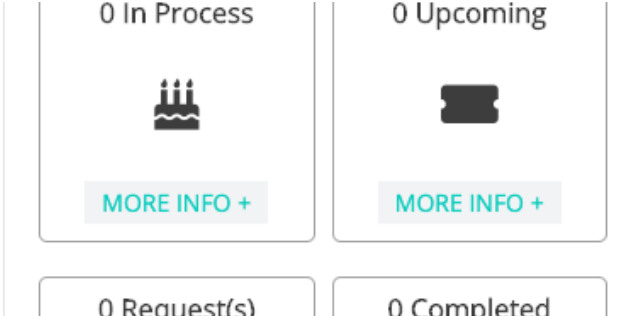 0 In Process
0 Upcoming
MORE INFO +
MORE INFO +
0 Request(s)
0 Completed